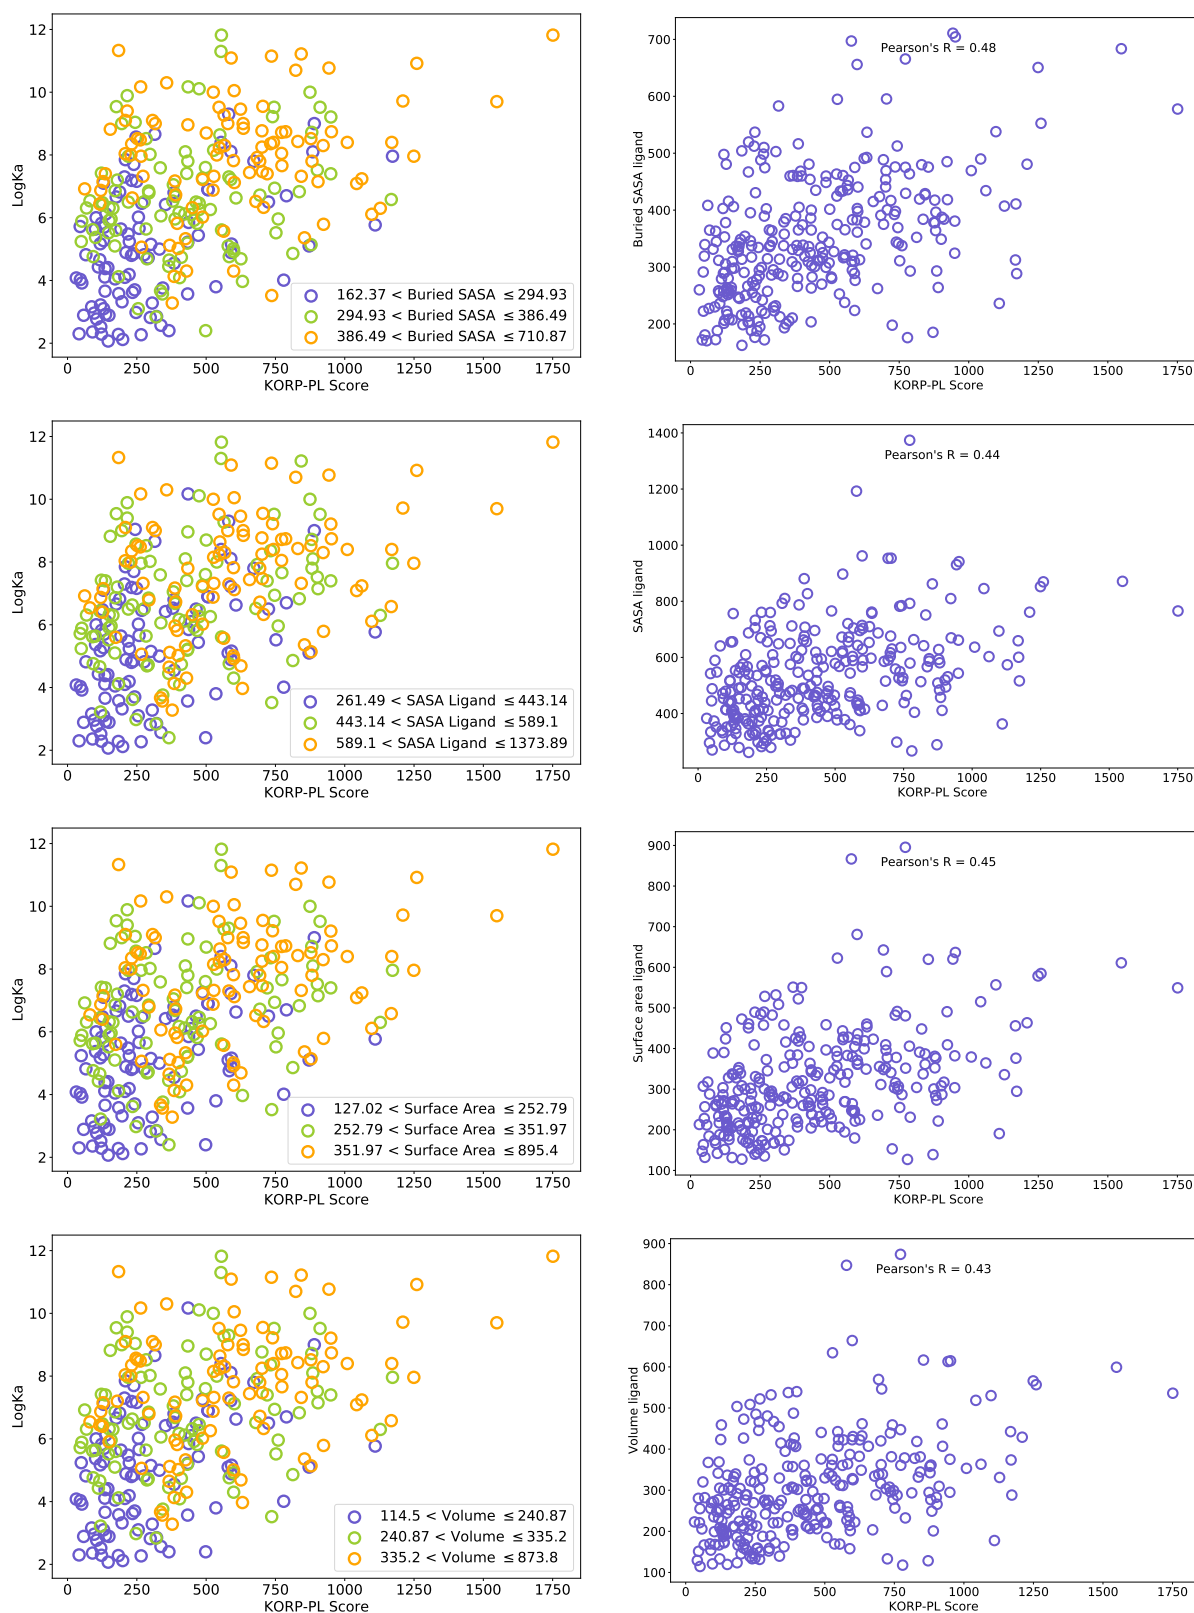 12
10
8
6
4
2
LogKa
0 250 500 750 1000 1250 1500 1750
KORP-PL Score
162.37 < Buried SASA ≤294.93
294.93 < Buried SASA ≤386.49
386.49 < Buried SASA ≤710.87
700
600
500
400
300
200
Buried SASA ligand
Pearson's R = 0.48
0 250 500 750 1000 1250 1500 1750
KORP-PL Score
12
10
8
6
4
2
LogKa
0 250 500 750 1000 1250 1500 1750
KORP-PL Score
261.49 < SASA Ligand ≤443.14
443.14 < SASA Ligand ≤589.1
589.1 < SASA Ligand ≤1373.89
1400
1200
1000
800
600
400
SASA ligand
Pearson's R = 0.44
0 250 500 750 1000 1250 1500 1750
KORP-PL Score
12
10
8
6
4
2
LogKa
0 250 500 750 1000 1250 1500 1750
KORP-PL Score
127.02 < Surface Area ≤252.79
252.79 < Surface Area ≤351.97
351.97 < Surface Area ≤895.4
900
800
700
600
500
400
300
200
100
Surface area ligand
Pearson's R = 0.45
0 250 500 750 1000 1250 1500 1750
KORP-PL Score
12
10
8
6
4
2
LogKa
0 250 500 750 1000 1250 1500 1750
KORP-PL Score
114.5 < Volume ≤240.87
240.87 < Volume ≤335.2
335.2 < Volume ≤873.8
900
800
700
600
500
400
300
200
100
Volume ligand
Pearson's R = 0.43
0 250 500 750 1000 1250 1500 1750
KORP-PL Score